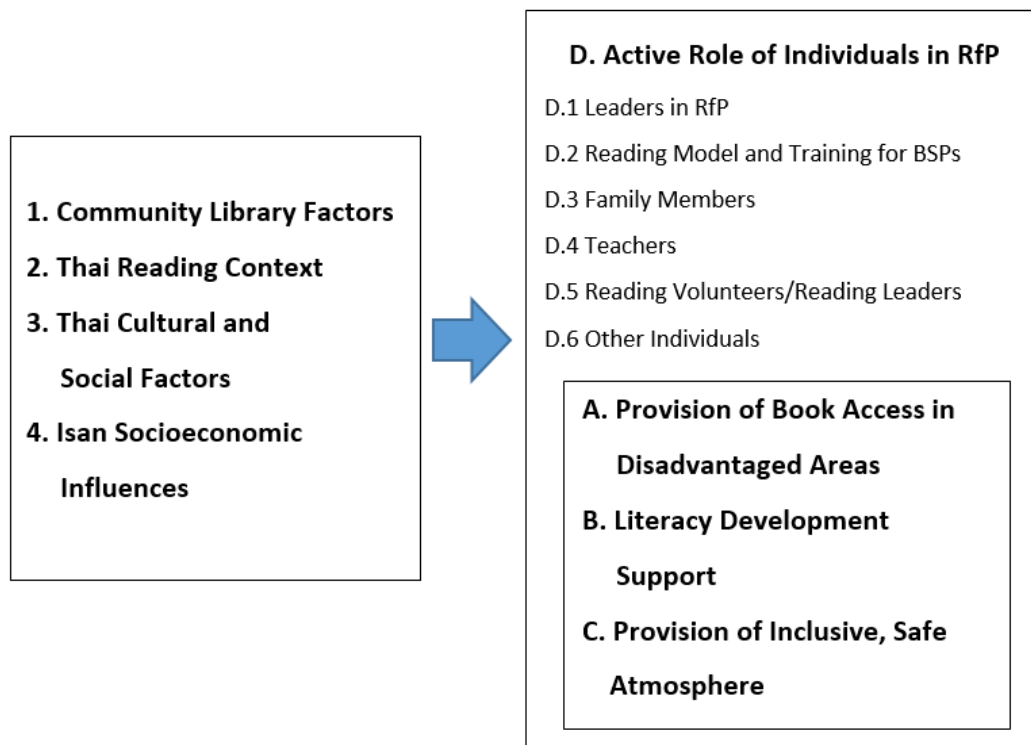 1. Community Library Factors
2. Thai Reading Context
3. Thai Cultural and
Social Factors
4. Isan Socioeconomic
Influences
D. Active Role of Individuals in RfP
D.1 Leaders in RfP
D.2 Reading Model and Training for BSPs
D.3 Family Members
D.4 Teachers
D.5 Reading Volunteers/Reading Leaders
D.6 Other Individuals
A. Provision of Book Access in
Disadvantaged Areas
B. Literacy Development
Support
C. Provision of Inclusive, Safe
Atmosphere